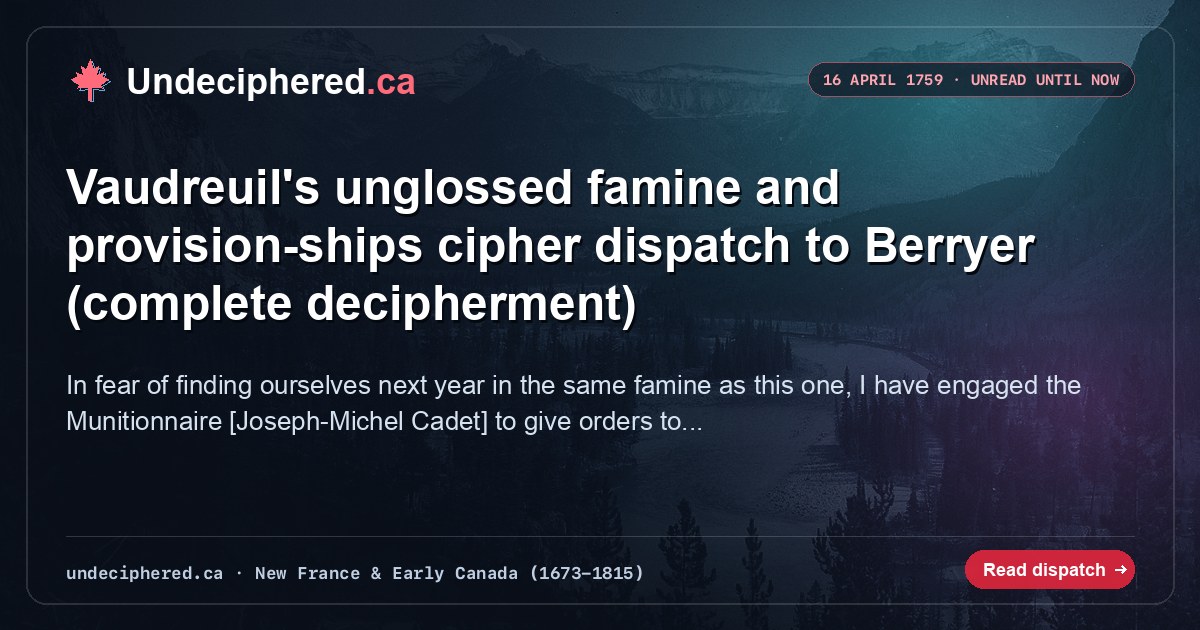 Undeciphered.ca
16 APRIL 1759 · UNREAD UNTIL NOW
Vaudreuil's unglossed famine and
provision-ships cipher dispatch to Berryer
(complete decipherment)
In fear of finding ourselves next year in the same famine as this one, I have engaged the
Munitionnaire [Joseph-Michel Cadet] to give orders to...
undeciphered.ca · New France & Early Canada (1673–1815)
Read dispatch →